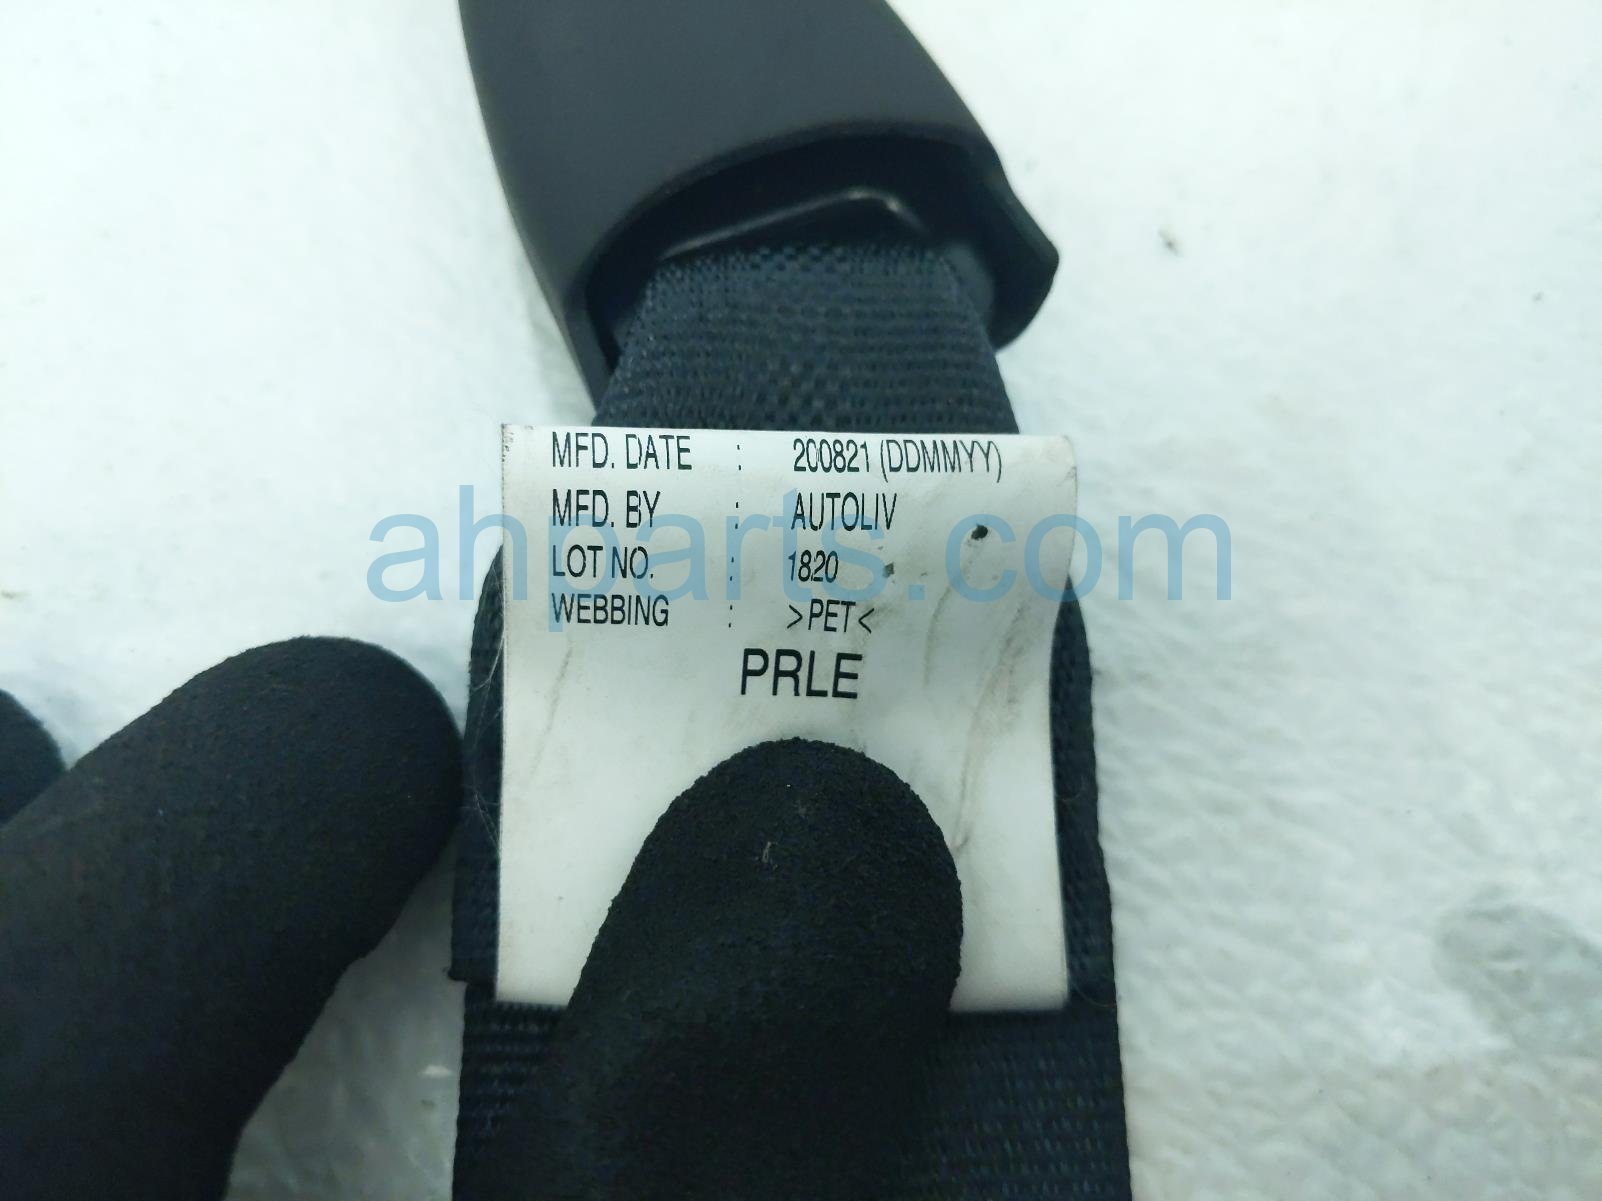 MFD. DATE : 200821 (DDMMYY)
MFD. BY : AUTOLIV
ahparts.com
LOT NO. : 1820
WEBBING : >PET<
PRLE